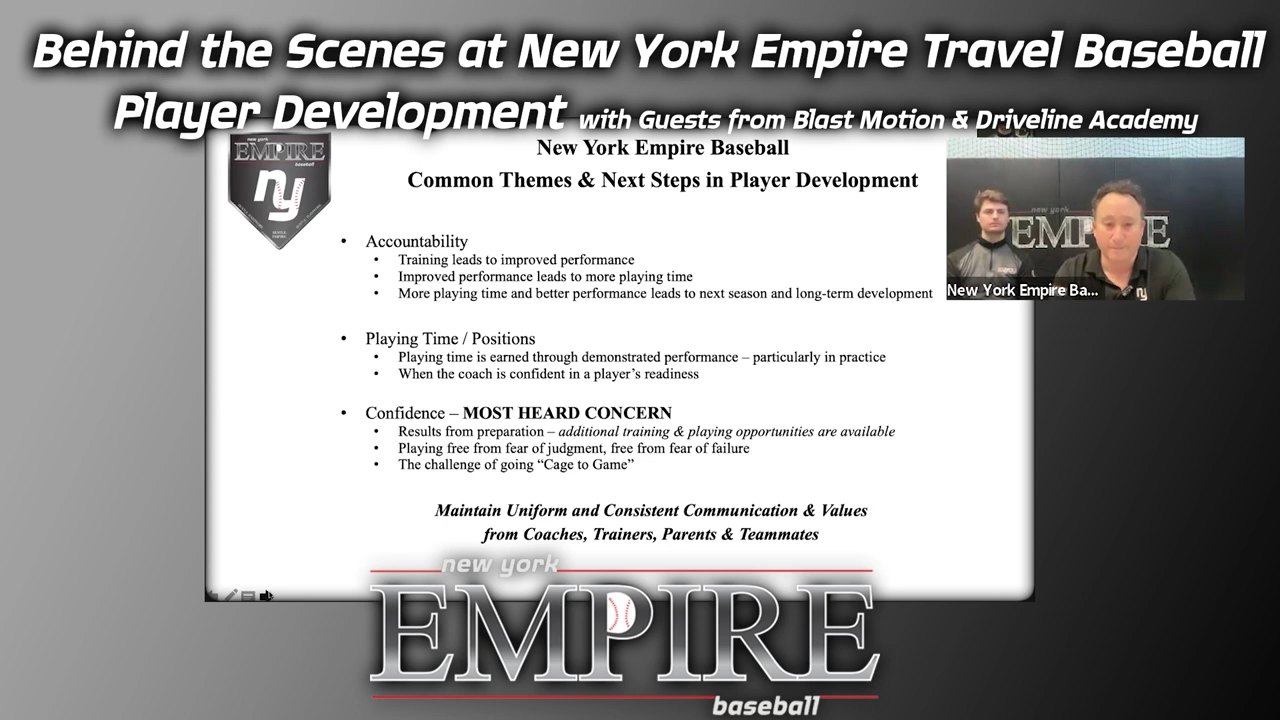 Behind the Scenes at New York Empire Travel Baseball
Player Development with Guests from Blast Motion & Driveline Academy
new york
EMPIRE
baseball
ny
New York Empire Baseball
Common Themes & Next Steps in Player Development
• Accountability
• Training leads to improved performance
• Improved performance leads to more playing time
• More playing time and better performance leads to next season and long-term development
• Playing Time / Positions
• Playing time is earned through demonstrated performance – particularly in practice
• When the coach is confident in a player's readiness
• Confidence – MOST HEARD CONCERN
• Results from preparation – additional training & playing opportunities are available
• Playing free from fear of judgment, free from fear of failure
• The challenge of going “Cage to Game”
Maintain Uniform and Consistent Communication & Values
from Coaches, Trainers, Parents & Teammates
new york
EMPIRE
ny
New York Empire Ba...
new york
EMPIRE
baseball